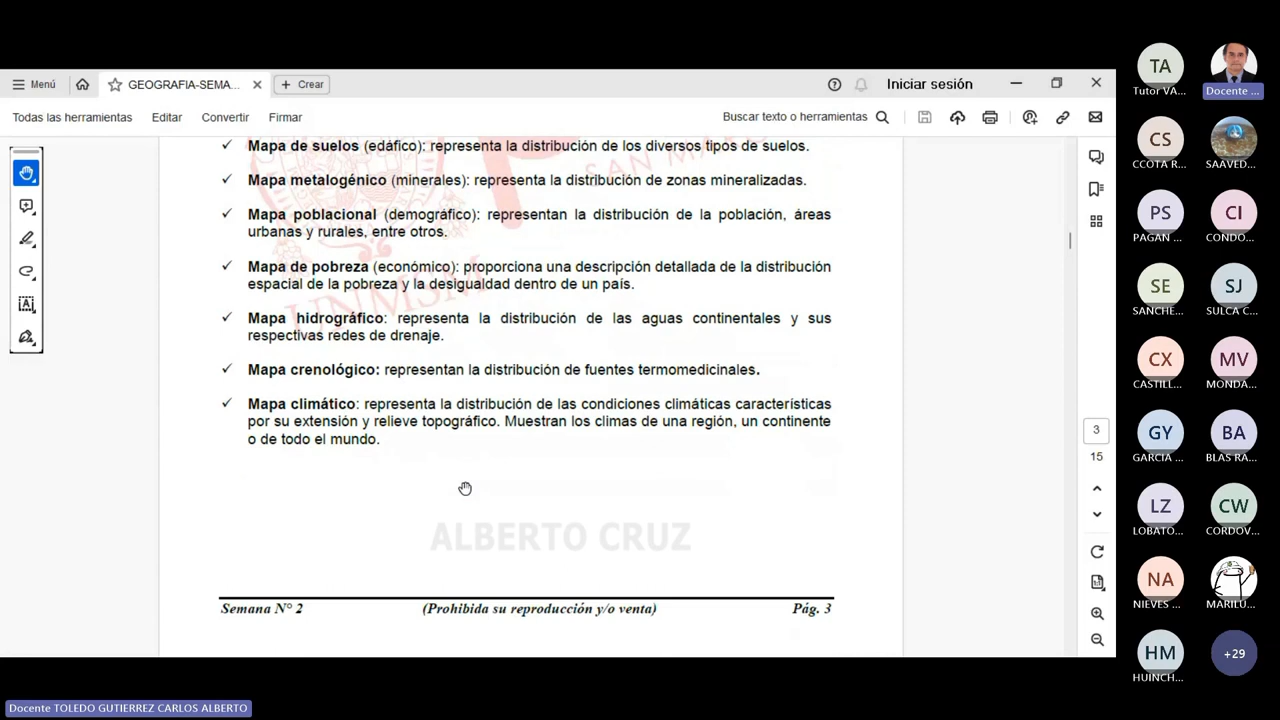 Menú
GEOGRAFIA-SEMA...
Crear
Iniciar sesión
Todas las herramientas
Editar
Convertir
Firmar
Buscar texto o herramientas
SAN MA
UNMSM
✓ Mapa de suelos (edáfico): representa la distribución de los diversos tipos de suelos.
✓ Mapa metalogénico (minerales): representa la distribución de zonas mineralizadas.
✓ Mapa poblacional (demográfico): representan la distribución de la población, áreas
urbanas y rurales, entre otros.
✓ Mapa de pobreza (económico): proporciona una descripción detallada de la distribución
espacial de la pobreza y la desigualdad dentro de un país.
✓ Mapa hidrográfico: representa la distribución de las aguas continentales y sus
respectivas redes de drenaje.
✓ Mapa crenológico: representan la distribución de fuentes termomedicinales.
✓ Mapa climático: representa la distribución de las condiciones climáticas características
por su extensión y relieve topográfico. Muestran los climas de una región, un continente
o de todo el mundo.
ALBERTO CRUZ
Semana N° 2 (Prohibida su reproducción y/o venta) Pág. 3
3
15
TA
Tutor VA...
Docente ...
CS
CCOTA R...
SAAVED...
PS
PAGAN ...
CI
CONDO...
SE
SANCHE...
SJ
SULCA C...
CX
CASTILL...
MV
MONDA...
GY
GARCIA ...
BA
BLAS RA...
LZ
LOBATO...
CW
CORDOV...
NA
NIEVES ...
MARILU...
HM
HUINCH...
+29
Docente TOLEDO GUTIERREZ CARLOS ALBERTO